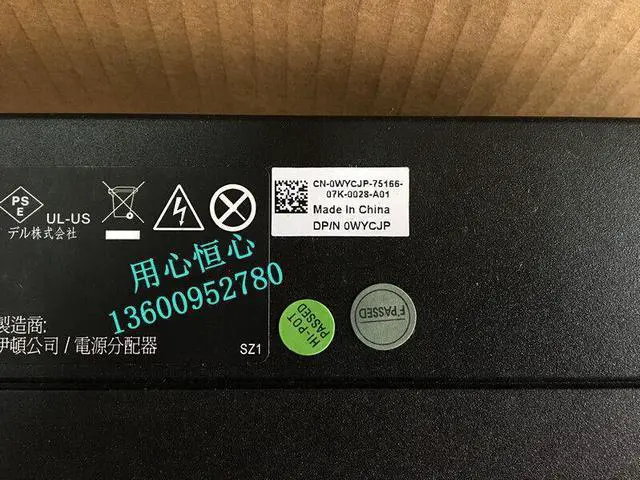 PS
E
UL-US
デル株式会社
製造商:
伊頓公司 / 電源分配器
SZ1
CN-0WYCJP-75166-
07K-0028-A01
Made In China
DP/N 0WYCJP
用心恒心
13600952780
HI-POT
PASSED
F PASSED